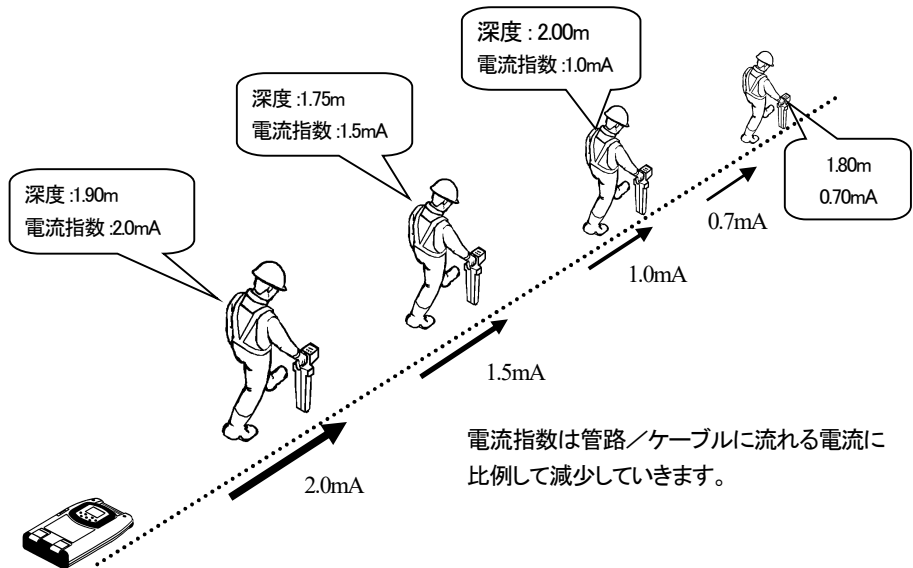 深度：2.00m
電流指数：1.0mA
深度：1.75m
電流指数：1.5mA
深度：1.90m
電流指数：2.0mA
1.80m
0.70mA
0.7mA
1.0mA
1.5mA
2.0mA
電流指数は管路／ケーブルに流れる電流に
比例して減少していきます。